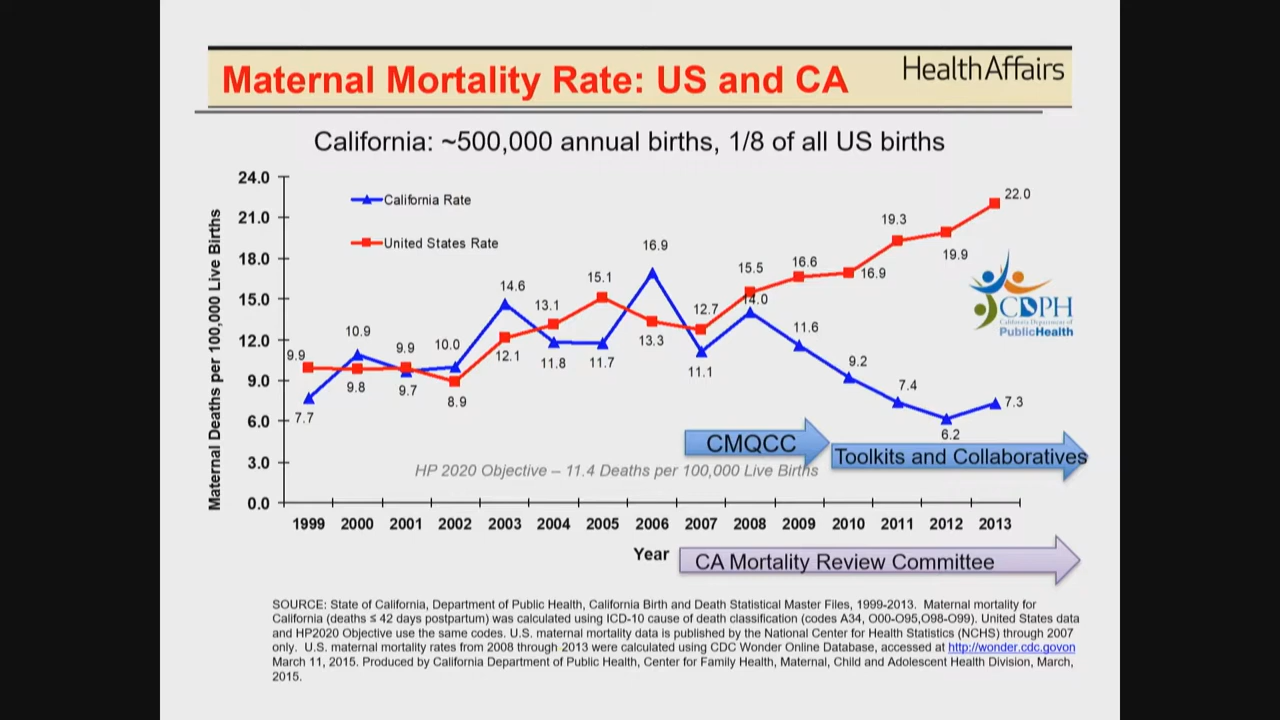 Maternal Mortality Rate: US and CA
HealthAffairs
California: ~500,000 annual births, 1/8 of all US births
Maternal Deaths per 100,000 Live Births
24.0
21.0
18.0
15.0
12.0
9.0
6.0
3.0
0.0
California Rate
United States Rate
9.9
7.7
10.9
9.8
9.9
9.7
10.0
8.9
14.6
12.1
13.1
11.8
15.1
11.7
16.9
13.3
12.7
11.1
15.5
14.0
16.6
11.6
16.9
9.2
19.3
7.4
19.9
6.2
22.0
7.3
CDPH
California Department of
PublicHealth
CMQCC
Toolkits and Collaboratives
HP 2020 Objective – 11.4 Deaths per 100,000 Live Births
1999 2000 2001 2002 2003 2004 2005 2006 2007 2008 2009 2010 2011 2012 2013
Year
CA Mortality Review Committee
SOURCE: State of California, Department of Public Health, California Birth and Death Statistical Master Files, 1999-2013. Maternal mortality for
California (deaths ≤ 42 days postpartum) was calculated using ICD-10 cause of death classification (codes A34, O00-O95,O98-O99). United States data
and HP2020 Objective use the same codes. U.S. maternal mortality data is published by the National Center for Health Statistics (NCHS) through 2007
only. U.S. maternal mortality rates from 2008 through 2013 were calculated using CDC Wonder Online Database, accessed at http://wonder.cdc.govon
March 11, 2015. Produced by California Department of Public Health, Center for Family Health, Maternal, Child and Adolescent Health Division, March,
2015.